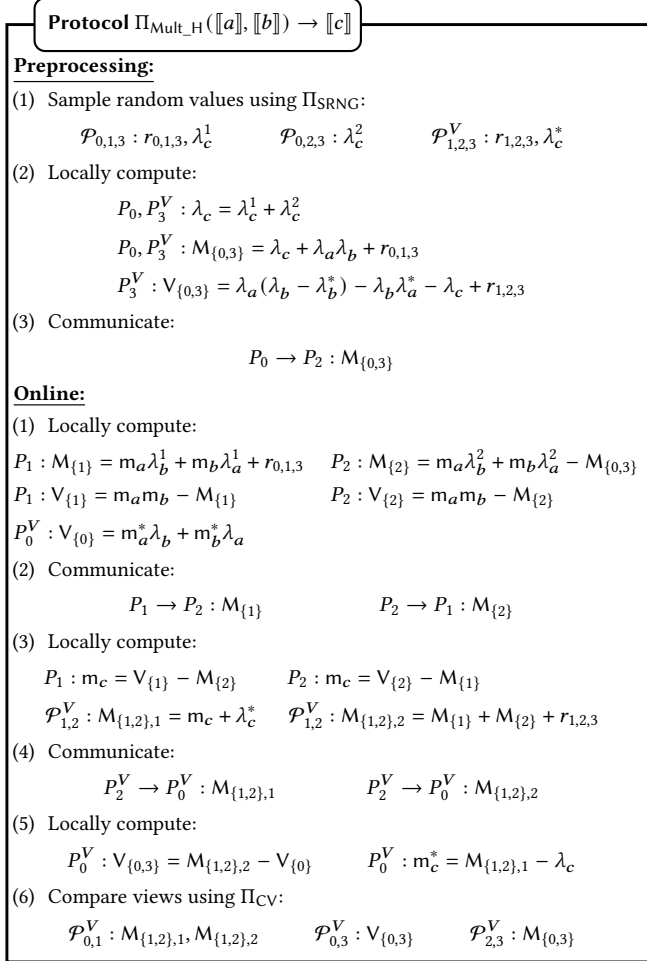 Protocol Π_{Mult_H}(⟦a⟧, ⟦b⟧) → ⟦c⟧
Preprocessing:
(1) Sample random values using Π_{SRNG}:
𝒫_{0,1,3} : r_{0,1,3}, λ_c^1 𝒫_{0,2,3} : λ_c^2 𝒫_{1,2,3}^V : r_{1,2,3}, λ_c^*
(2) Locally compute:
P_0, P_3^V : λ_c = λ_c^1 + λ_c^2
P_0, P_3^V : M_{{0,3}} = λ_c + λ_a λ_b + r_{0,1,3}
P_3^V : V_{{0,3}} = λ_a(λ_b − λ_b^*) − λ_b λ_a^* − λ_c + r_{1,2,3}
(3) Communicate:
P_0 → P_2 : M_{{0,3}}
Online:
(1) Locally compute:
P_1 : M_{{1}} = m_a λ_b^1 + m_b λ_a^1 + r_{0,1,3} P_2 : M_{{2}} = m_a λ_b^2 + m_b λ_a^2 − M_{{0,3}}
P_1 : V_{{1}} = m_a m_b − M_{{1}} P_2 : V_{{2}} = m_a m_b − M_{{2}}
P_0^V : V_{{0}} = m_a^* λ_b + m_b^* λ_a
(2) Communicate:
P_1 → P_2 : M_{{1}} P_2 → P_1 : M_{{2}}
(3) Locally compute:
P_1 : m_c = V_{{1}} − M_{{2}} P_2 : m_c = V_{{2}} − M_{{1}}
𝒫_{1,2}^V : M_{{1,2},1} = m_c + λ_c^* 𝒫_{1,2}^V : M_{{1,2},2} = M_{{1}} + M_{{2}} + r_{1,2,3}
(4) Communicate:
P_2^V → P_0^V : M_{{1,2},1} P_2^V → P_0^V : M_{{1,2},2}
(5) Locally compute:
P_0^V : V_{{0,3}} = M_{{1,2},2} − V_{{0}} P_0^V : m_c^* = M_{{1,2},1} − λ_c
(6) Compare views using Π_{CV}:
𝒫_{0,1}^V : M_{{1,2},1}, M_{{1,2},2} 𝒫_{0,3}^V : V_{{0,3}} 𝒫_{2,3}^V : M_{{0,3}}